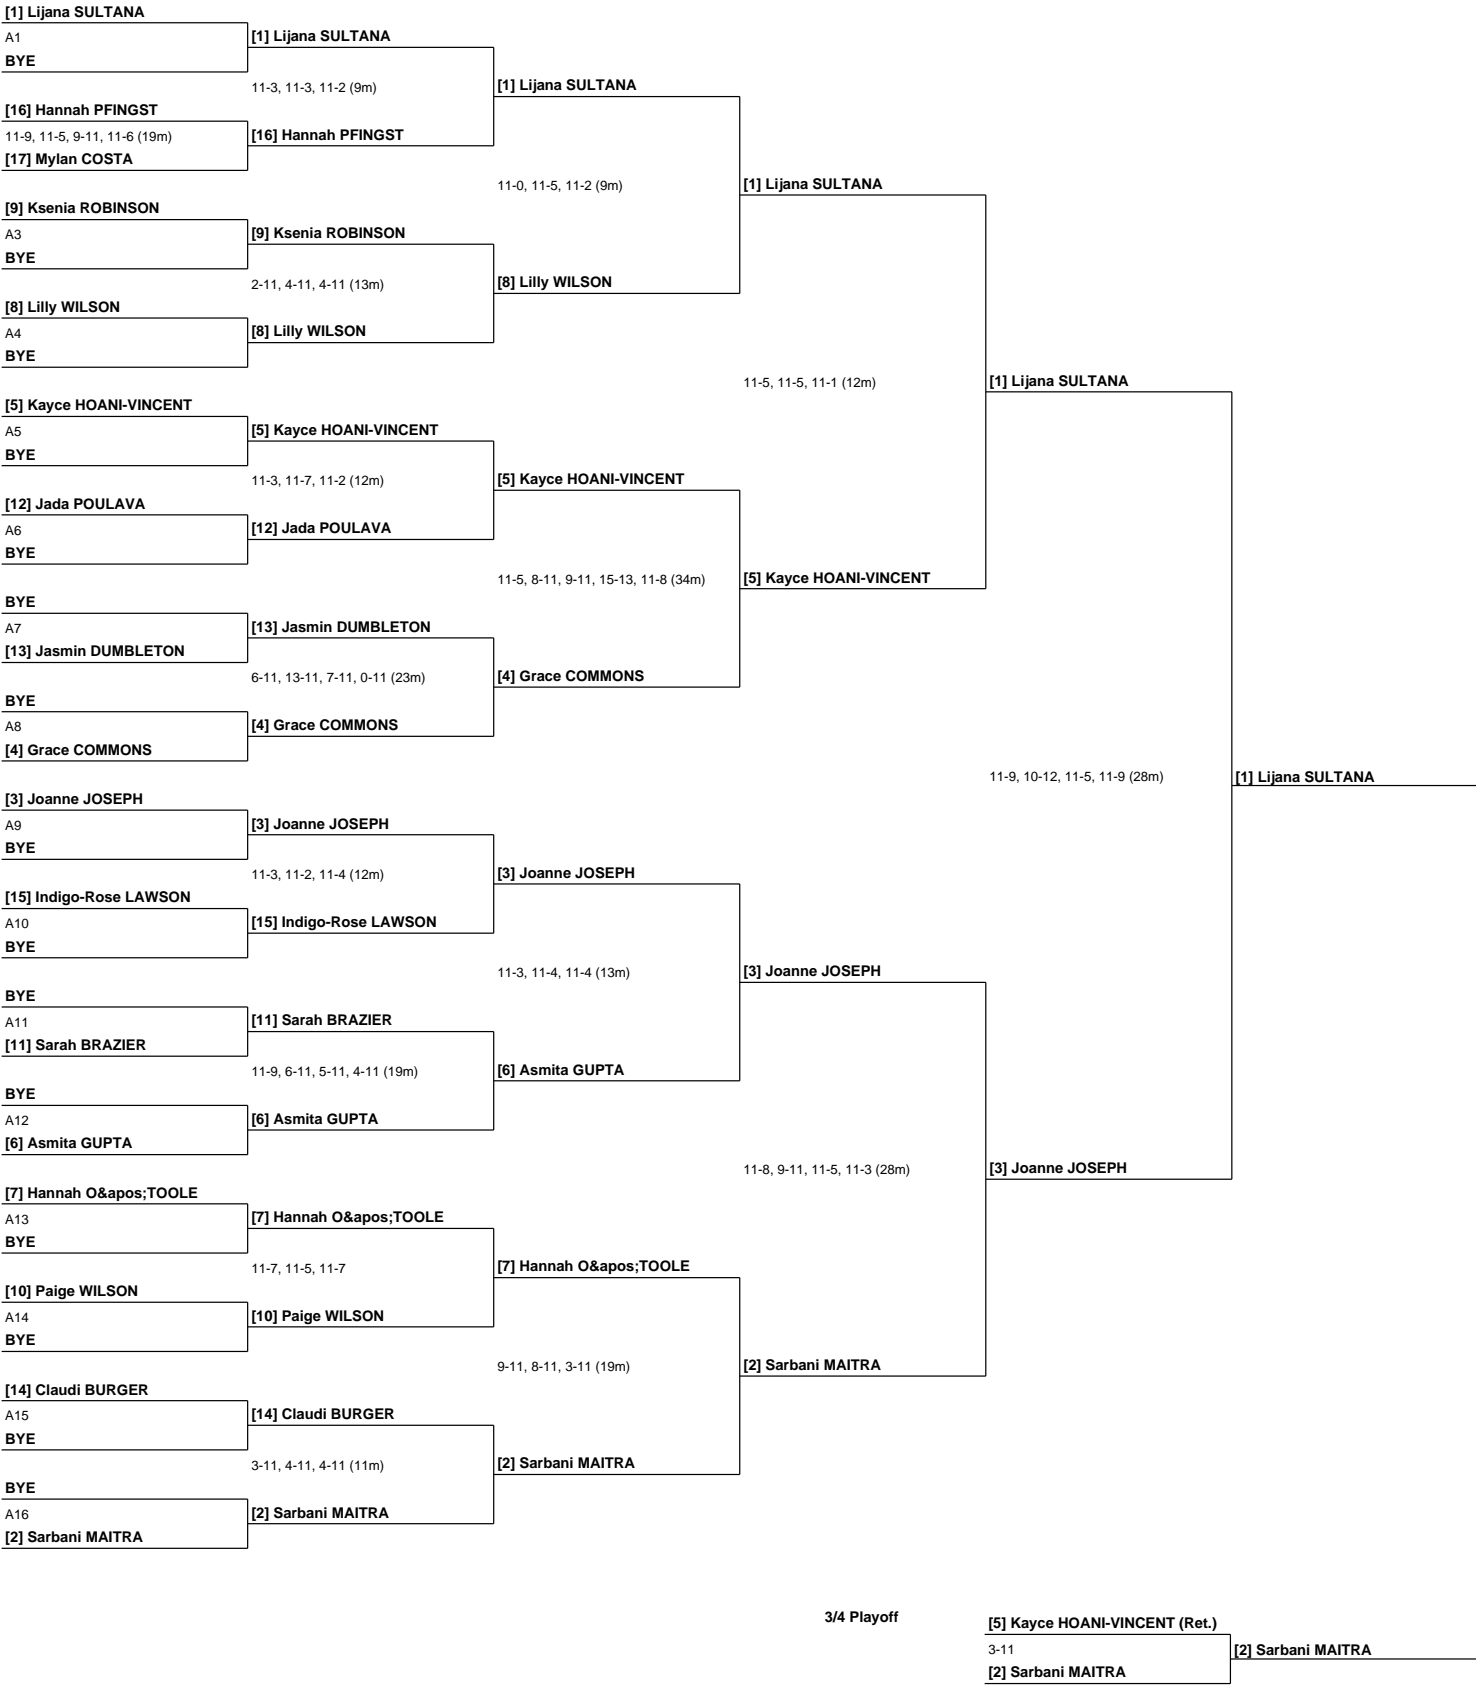 [1] Lijana SULTANA
A1
BYE
[16] Hannah PFINGST
11-9, 11-5, 9-11, 11-6 (19m)
[17] Mylan COSTA
[9] Ksenia ROBINSON
A3
BYE
[8] Lilly WILSON
A4
BYE
[5] Kayce HOANI-VINCENT
A5
BYE
[12] Jada POULAVA
A6
BYE
BYE
A7
[13] Jasmin DUMBLETON
BYE
A8
[4] Grace COMMONS
[3] Joanne JOSEPH
A9
BYE
[15] Indigo-Rose LAWSON
A10
BYE
BYE
A11
[11] Sarah BRAZIER
BYE
A12
[6] Asmita GUPTA
[7] Hannah O&apos;TOOLE
A13
BYE
[10] Paige WILSON
A14
BYE
[14] Claudi BURGER
A15
BYE
BYE
A16
[2] Sarbani MAITRA
[1] Lijana SULTANA
11-3, 11-3, 11-2 (9m)
[16] Hannah PFINGST
[9] Ksenia ROBINSON
2-11, 4-11, 4-11 (13m)
[8] Lilly WILSON
[5] Kayce HOANI-VINCENT
11-3, 11-7, 11-2 (12m)
[12] Jada POULAVA
[13] Jasmin DUMBLETON
6-11, 13-11, 7-11, 0-11 (23m)
[4] Grace COMMONS
[3] Joanne JOSEPH
11-3, 11-2, 11-4 (12m)
[15] Indigo-Rose LAWSON
[11] Sarah BRAZIER
11-9, 6-11, 5-11, 4-11 (19m)
[6] Asmita GUPTA
[7] Hannah O&apos;TOOLE
11-7, 11-5, 11-7
[10] Paige WILSON
[14] Claudi BURGER
3-11, 4-11, 4-11 (11m)
[2] Sarbani MAITRA
[1] Lijana SULTANA
11-0, 11-5, 11-2 (9m)
[8] Lilly WILSON
[5] Kayce HOANI-VINCENT
11-5, 8-11, 9-11, 15-13, 11-8 (34m)
[4] Grace COMMONS
[3] Joanne JOSEPH
11-3, 11-4, 11-4 (13m)
[6] Asmita GUPTA
[7] Hannah O&apos;TOOLE
9-11, 8-11, 3-11 (19m)
[2] Sarbani MAITRA
[1] Lijana SULTANA
11-5, 11-5, 11-1 (12m)
[5] Kayce HOANI-VINCENT
[3] Joanne JOSEPH
11-8, 9-11, 11-5, 11-3 (28m)
[2] Sarbani MAITRA
[1] Lijana SULTANA
11-9, 10-12, 11-5, 11-9 (28m)
[3] Joanne JOSEPH
[1] Lijana SULTANA
3/4 Playoff
[5] Kayce HOANI-VINCENT (Ret.)
3-11
[2] Sarbani MAITRA
[2] Sarbani MAITRA